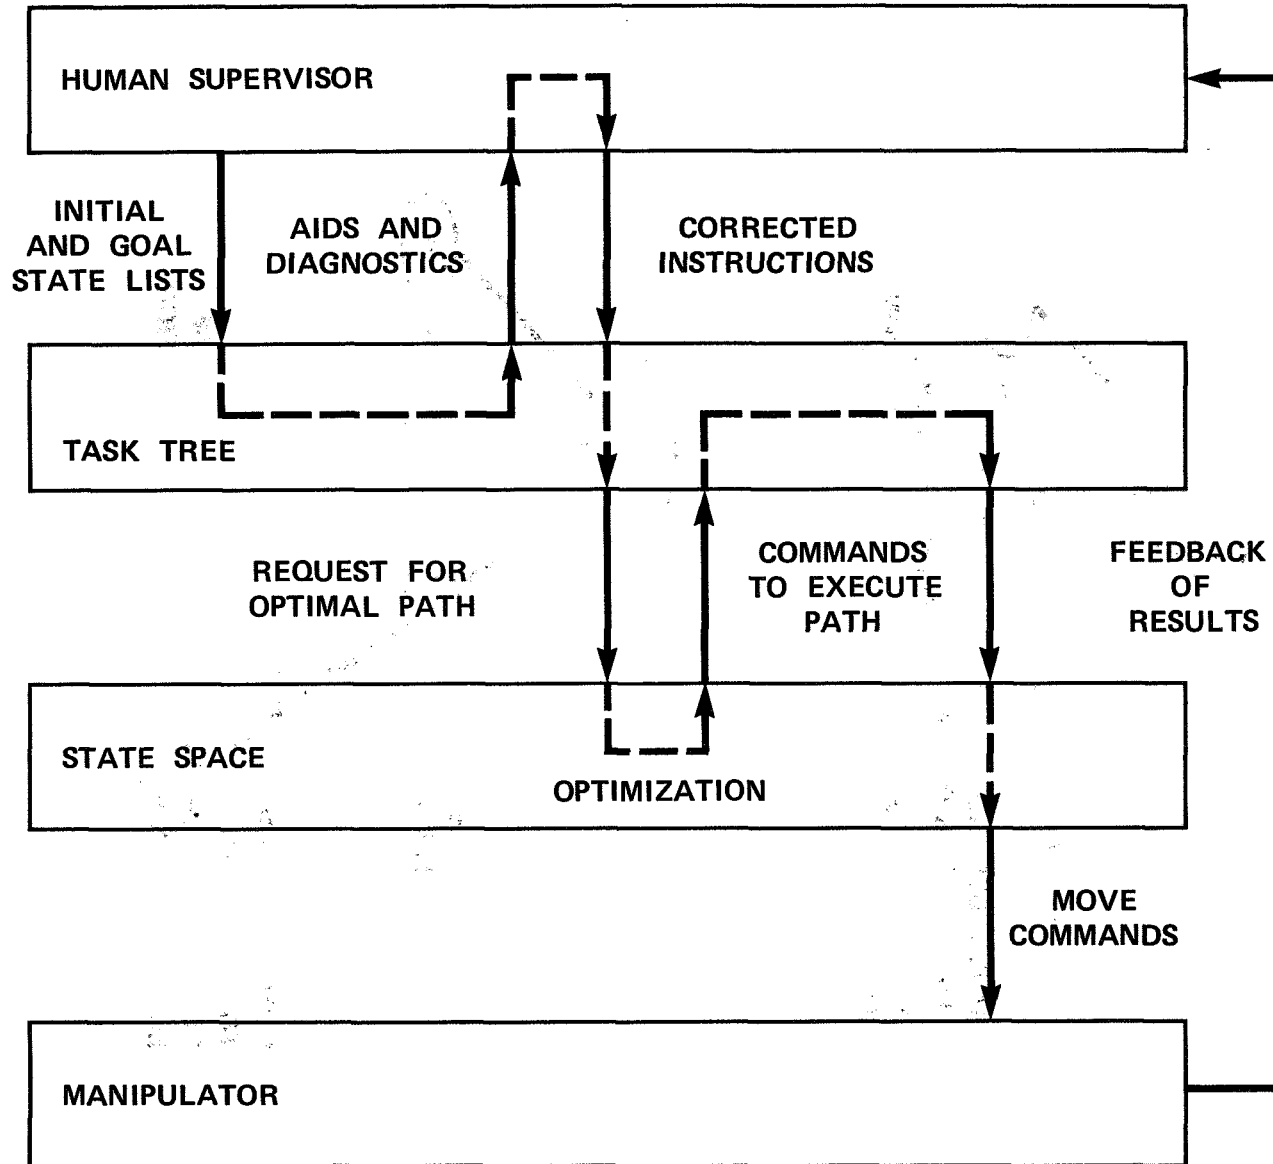 HUMAN SUPERVISOR
INITIAL
AND GOAL
STATE LISTS
AIDS AND
DIAGNOSTICS
CORRECTED
INSTRUCTIONS
TASK TREE
REQUEST FOR
OPTIMAL PATH
COMMANDS
TO EXECUTE
PATH
FEEDBACK
OF
RESULTS
STATE SPACE
OPTIMIZATION
MOVE
COMMANDS
MANIPULATOR